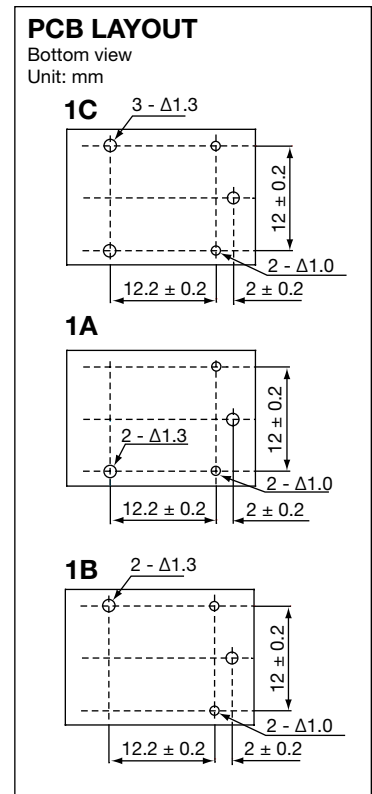 PCB LAYOUT
Bottom view
Unit: mm
1C
3 - Δ1.3
12 ± 0.2
2 - Δ1.0
12.2 ± 0.2
2 ± 0.2
1A
2 - Δ1.3
12 ± 0.2
2 - Δ1.0
12.2 ± 0.2
2 ± 0.2
1B
2 - Δ1.3
12 ± 0.2
2 - Δ1.0
12.2 ± 0.2
2 ± 0.2